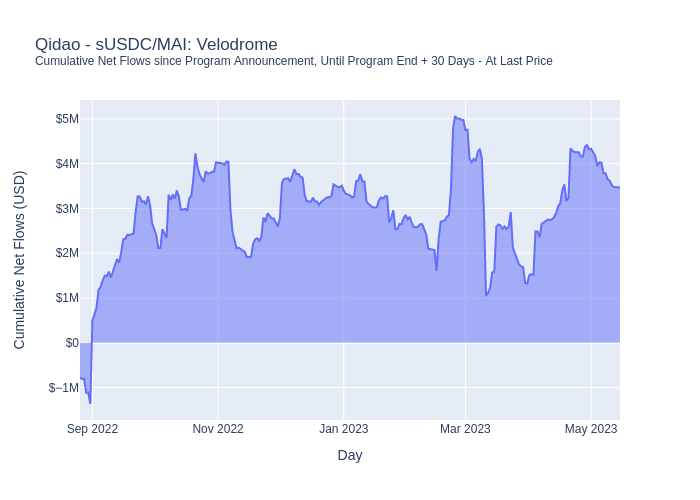 Qidao - sUSDC/MAI: Velodrome
Cumulative Net Flows since Program Announcement, Until Program End + 30 Days - At Last Price
Cumulative Net Flows (USD)
$5M
$4M
$3M
$2M
$1M
$0
$−1M
Sep 2022
Nov 2022
Jan 2023
Mar 2023
May 2023
Day